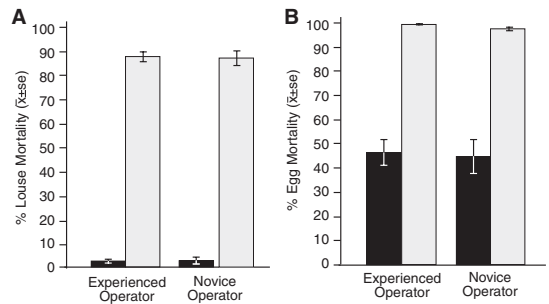 A
% Louse Mortality (x̄±se)
100
90
80
70
60
50
40
30
20
10
0
Experienced
Operator
Novice
Operator
B
% Egg Mortality (x̄±se)
100
90
80
70
60
50
40
30
20
10
0
Experienced
Operator
Novice
Operator